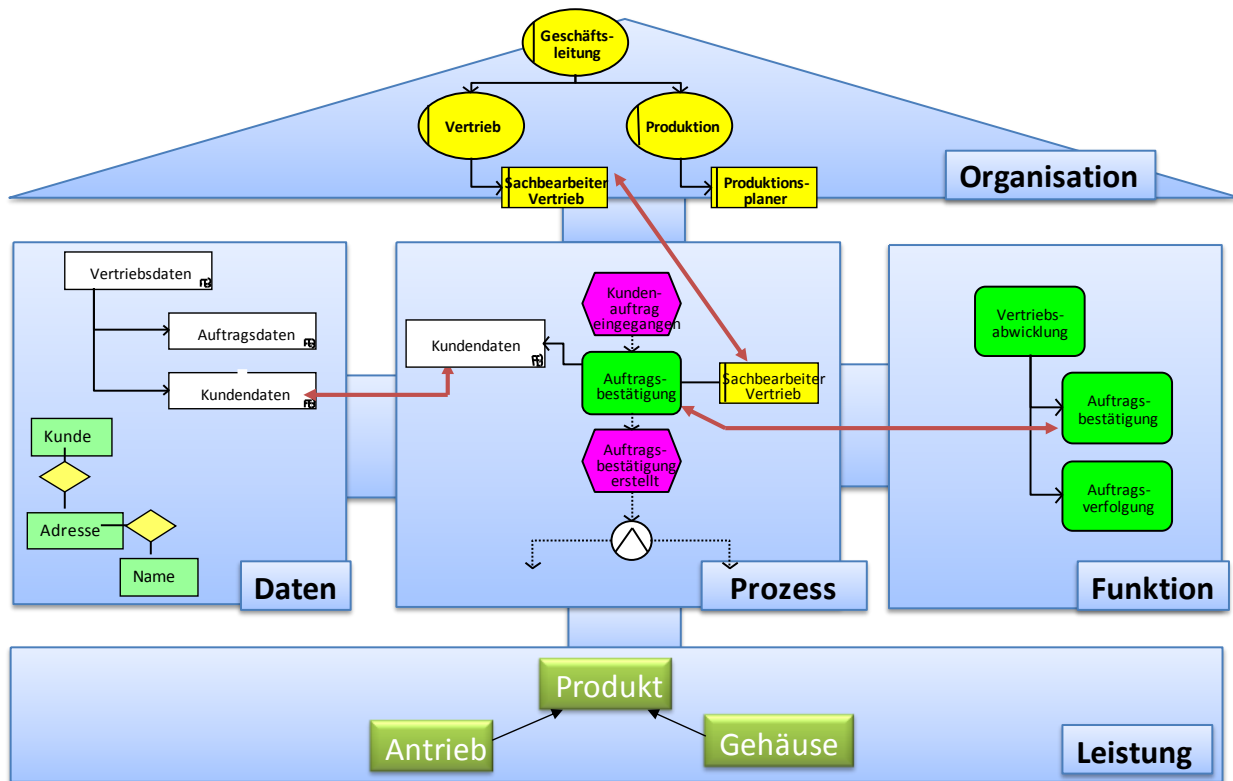 Geschäfts-
leitung
Vertrieb
Produktion
Sachbearbeiter
Vertrieb
Produktions-
planer
Organisation
Vertriebsdaten
Auftragsdaten
Kundendaten
Kunde
Adresse
Name
Daten
Kunden-
auftrag
eingegangen
Kundendaten
Auftrags-
bestätigung
Sachbearbeiter
Vertrieb
Auftrags-
bestätigung
erstellt
Prozess
Vertriebs-
abwicklung
Auftrags-
bestätigung
Auftrags-
verfolgung
Funktion
Produkt
Antrieb
Gehäuse
Leistung